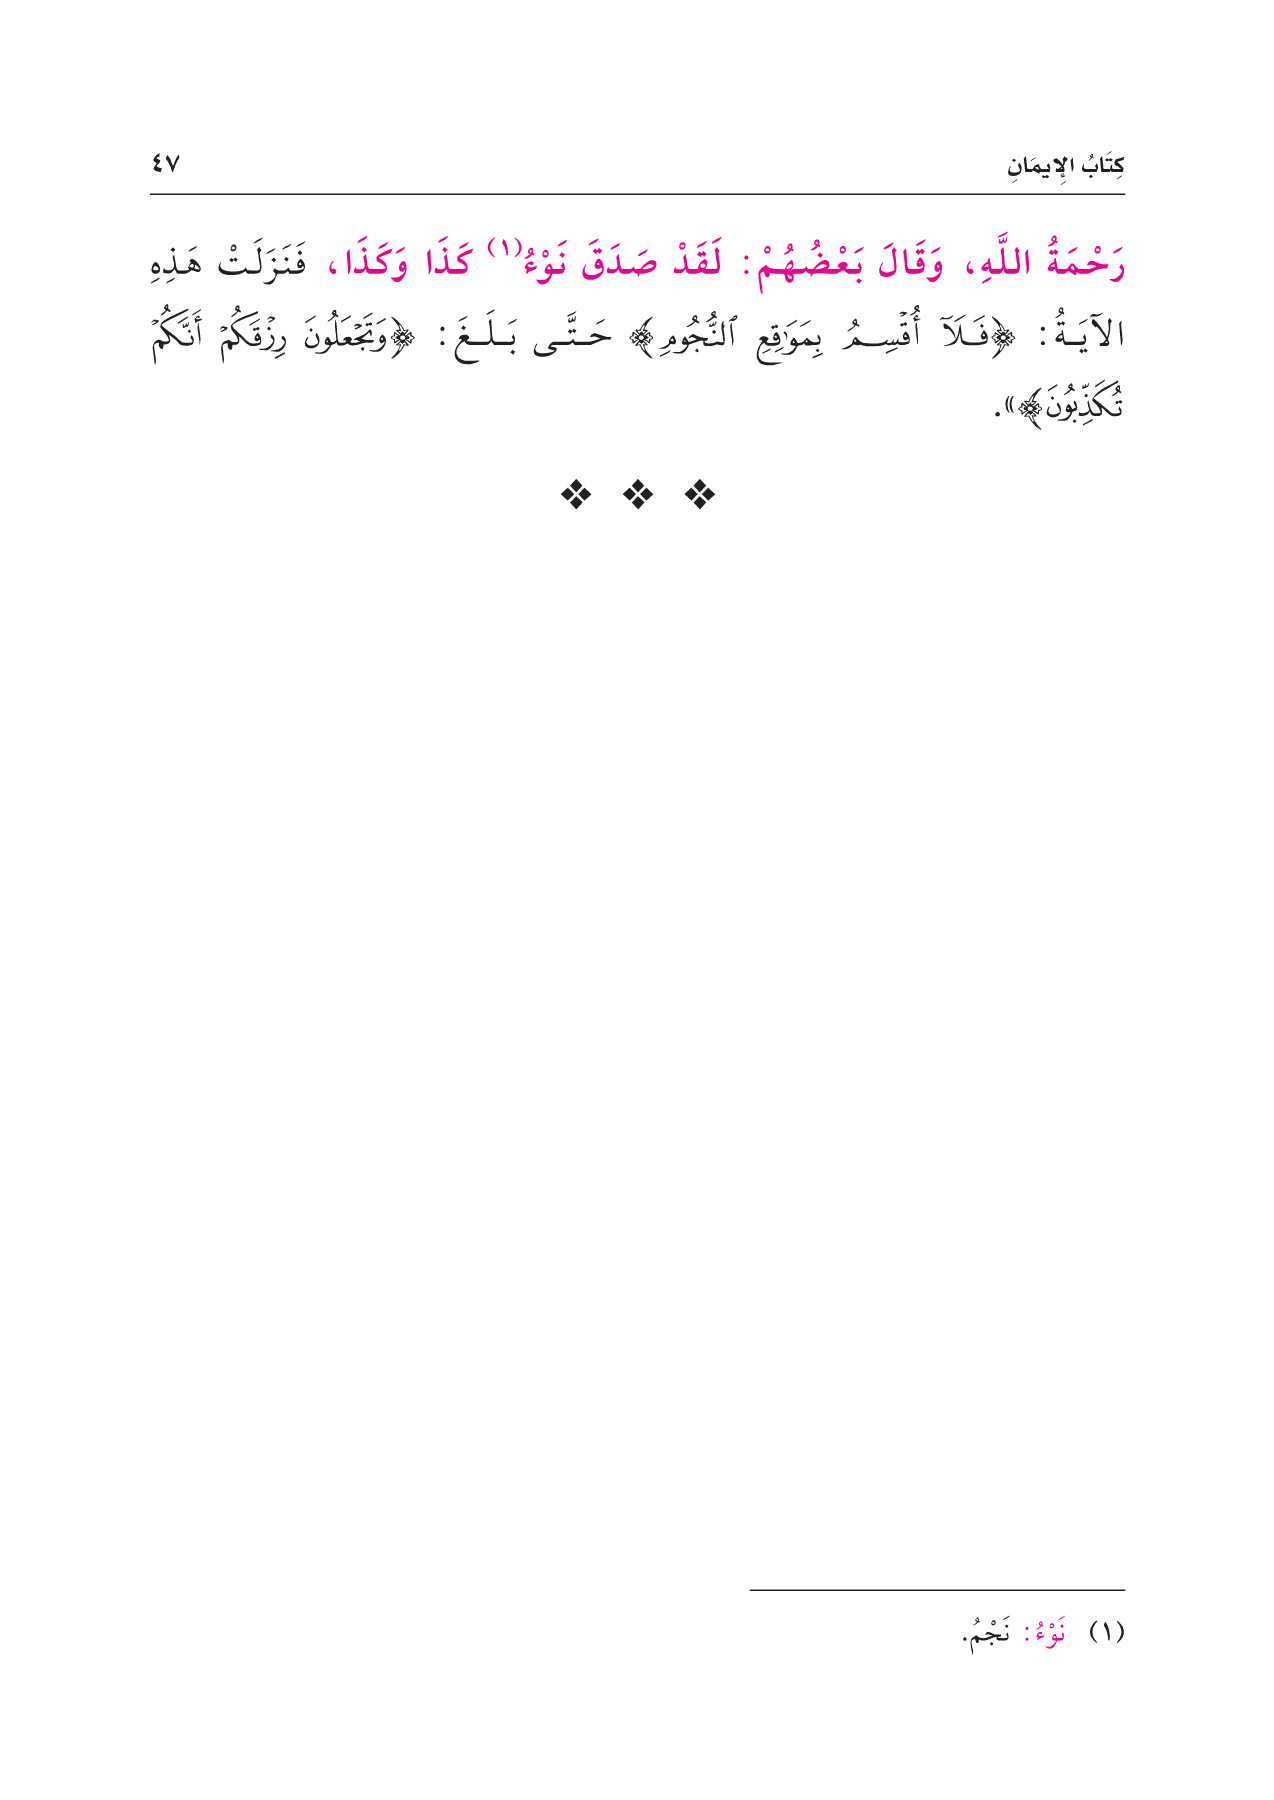 كِتَابُ الإِيمَانِ ٤٧
رَحْمَةُ اللَّهِ، وَقَالَ بَعْضُهُمْ: لَقَدْ صَدَقَ نَوْءُ(١) كَذَا وَكَذَا، فَنَزَلَتْ هَذِهِ
الآيَةُ: ﴿فَلَآ أُقْسِمُ بِمَوَٰقِعِ ٱلنُّجُومِ﴾ حَتَّى بَلَغَ: ﴿وَتَجْعَلُونَ رِزْقَكُمْ أَنَّكُمْ
تُكَذِّبُونَ﴾».
(١) نَوْءُ: نَجْمُ.